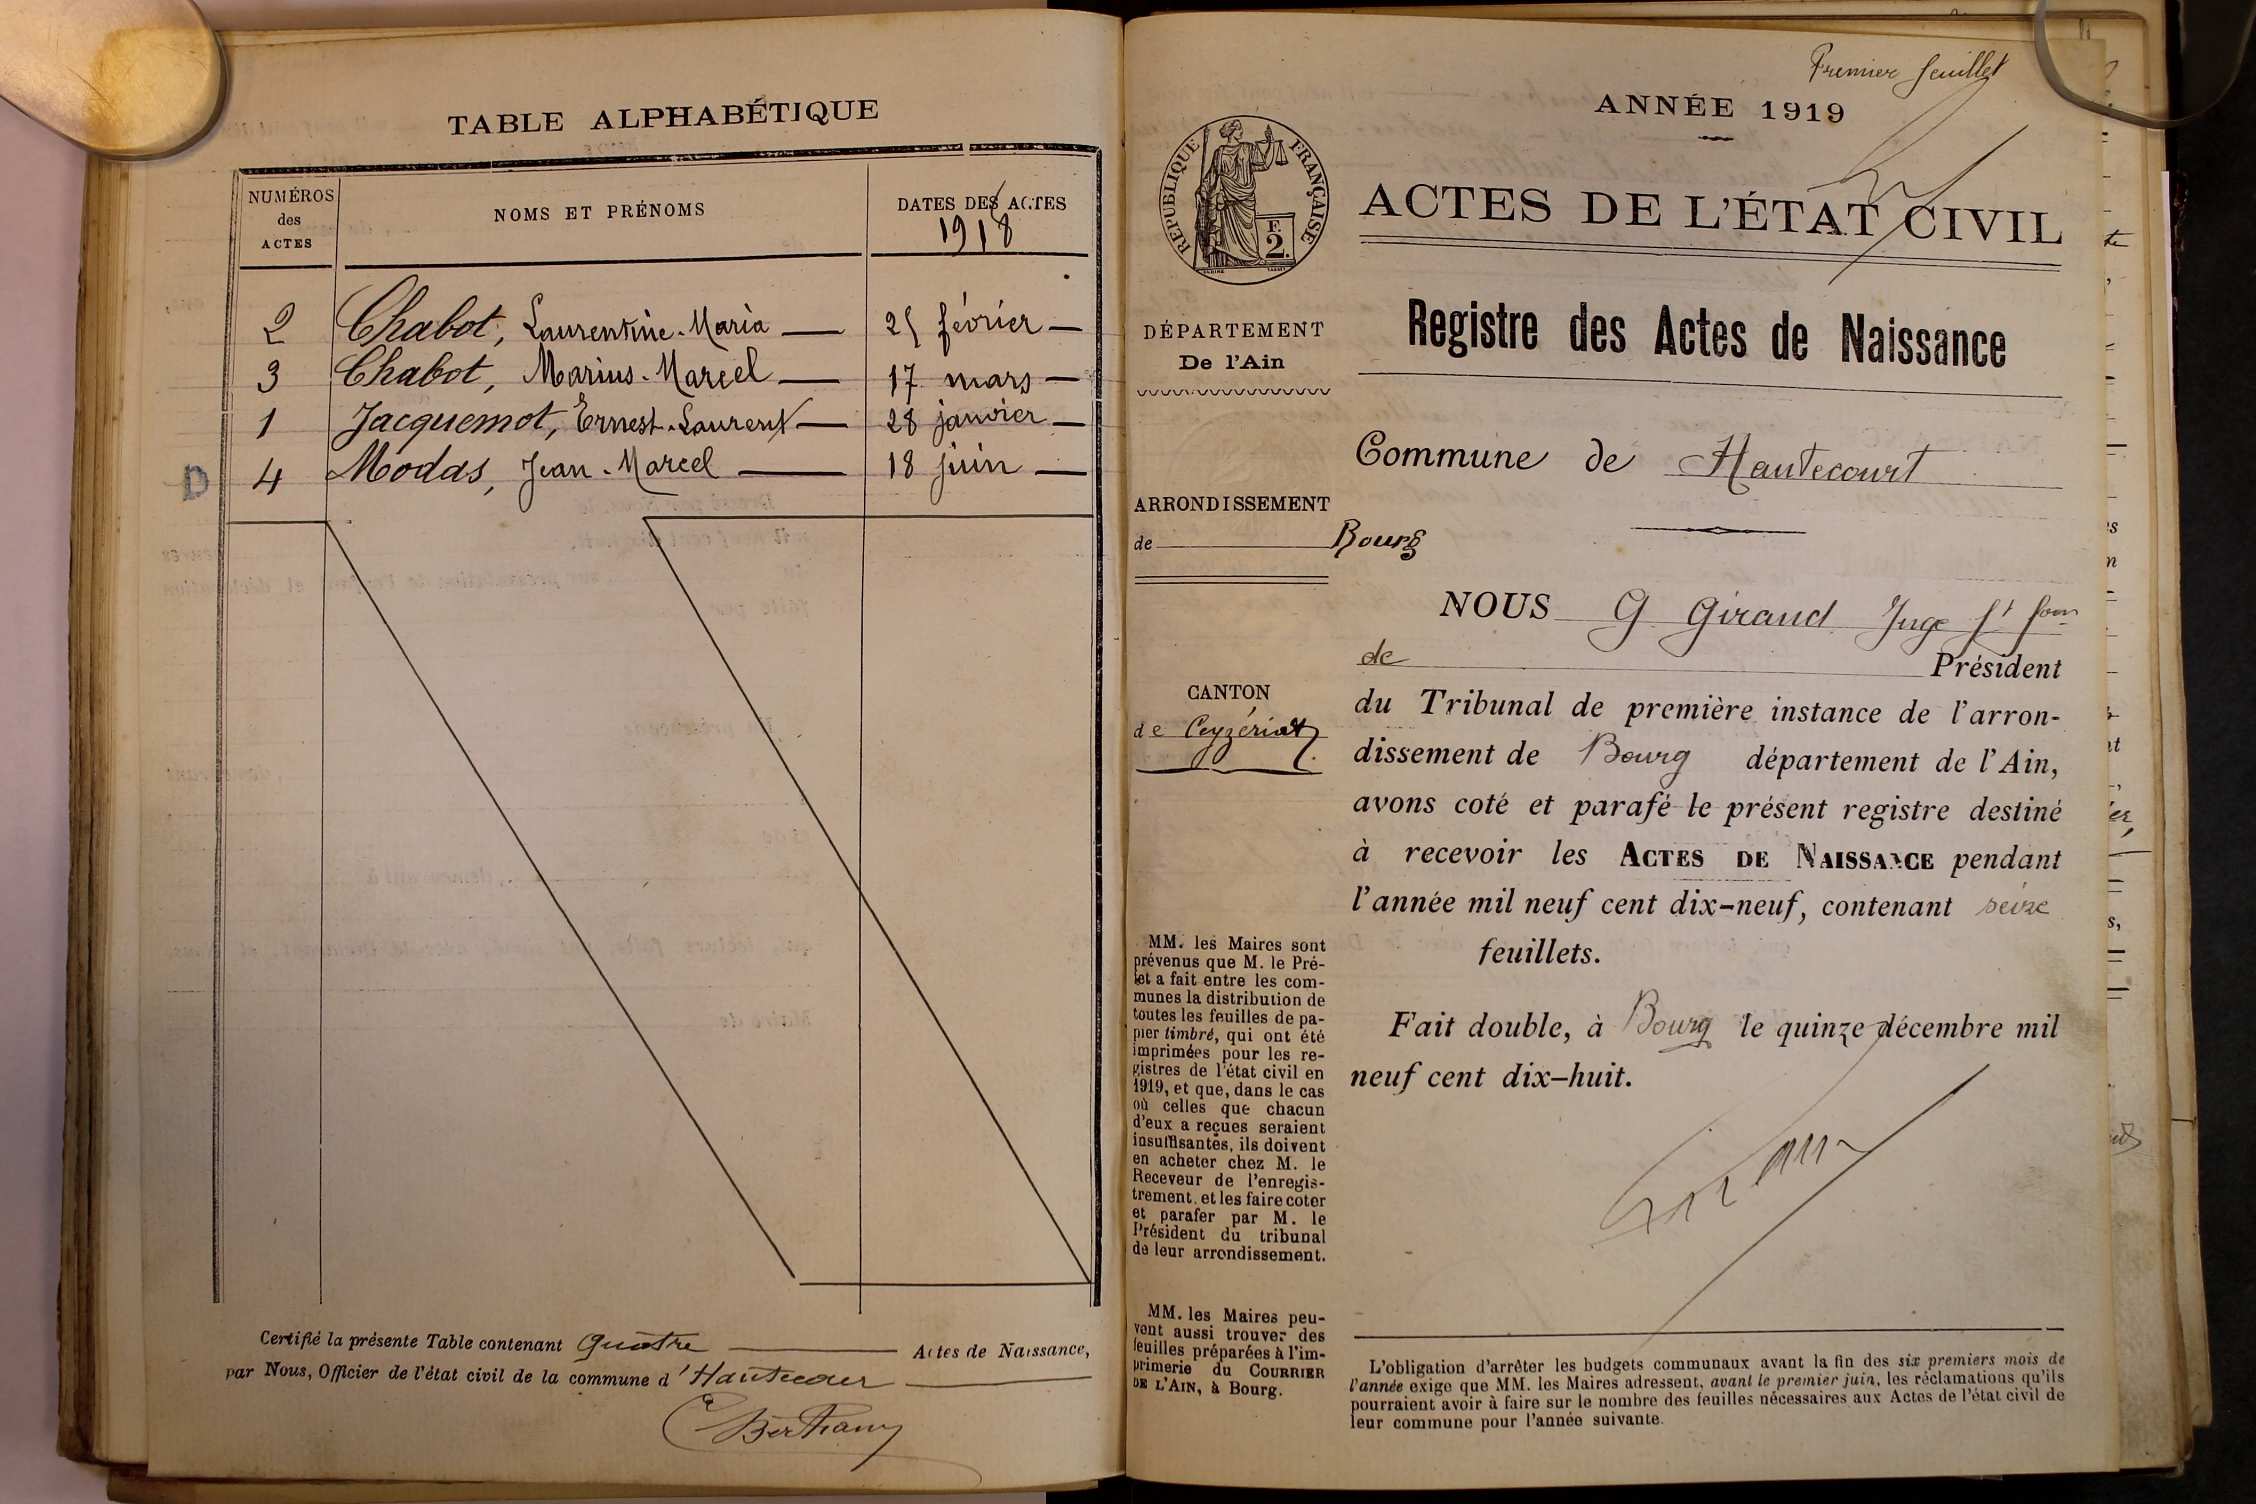 TABLE ALPHABÉTIQUE
NUMÉROS des ACTES
NOMS ET PRÉNOMS
DATES DES ACTES
1918
2 Chabot, Laurentine-Maria 25 février
3 Chabot, Marius-Marcel 17 mars
1 Jacquemot, Ernest-Laurent 28 janvier
D 4 Modas, Jean-Marcel 18 juin
Certifié la présente Table contenant quatre Actes de Naissance,
par Nous, Officier de l'état civil de la commune d'Hautecour
Premier feuillet
ANNÉE 1919
RÉPUBLIQUE FRANÇAISE
F. 2.
ACTES DE L'ÉTAT CIVIL
DÉPARTEMENT
De l'Ain
ARRONDISSEMENT
de Bourg
CANTON
de Ceyzériat
MM. les Maires sont
prévenus que M. le Pré-
fet a fait entre les com-
munes la distribution de
toutes les feuilles de pa-
pier timbré, qui ont été
imprimées pour les re-
gistres de l'état civil en
1919, et que, dans le cas
où celles que chacun
d'eux a reçues seraient
insuffisantes, ils doivent
en acheter chez M. le
Receveur de l'enregis-
trement, et les faire coter
et parafer par M. le
Président du tribunal
de leur arrondissement.
MM. les Maires peu-
vent aussi trouver des
feuilles préparées à l'im-
primerie du COURRIER
DE L'AIN, à Bourg.
Registre des Actes de Naissance
Commune de Hautecourt
NOUS G Giraud Juge
de Président
du Tribunal de première instance de l'arron-
dissement de Bourg département de l'Ain,
avons coté et parafé le présent registre destiné
à recevoir les ACTES DE NAISSANCE pendant
l'année mil neuf cent dix-neuf, contenant seize
feuillets.
Fait double, à Bourg le quinze décembre mil
neuf cent dix-huit.
L'obligation d'arrêter les budgets communaux avant la fin des six premiers mois de
l'année exige que MM. les Maires adressent, avant le premier juin, les réclamations qu'ils
pourraient avoir à faire sur le nombre des feuilles nécessaires aux Actes de l'état civil de
leur commune pour l'année suivante.